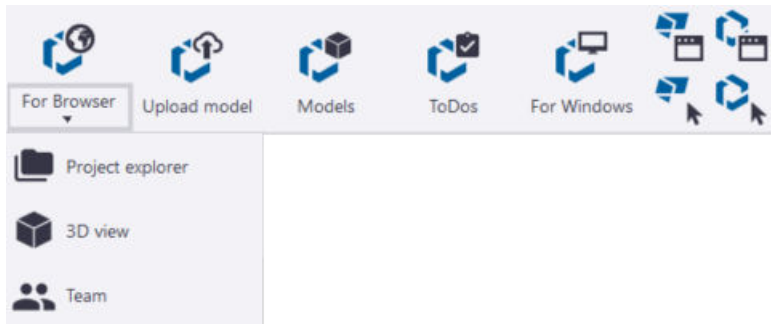 For Browser
Upload model
Models
ToDos
For Windows
Project explorer
3D view
Team